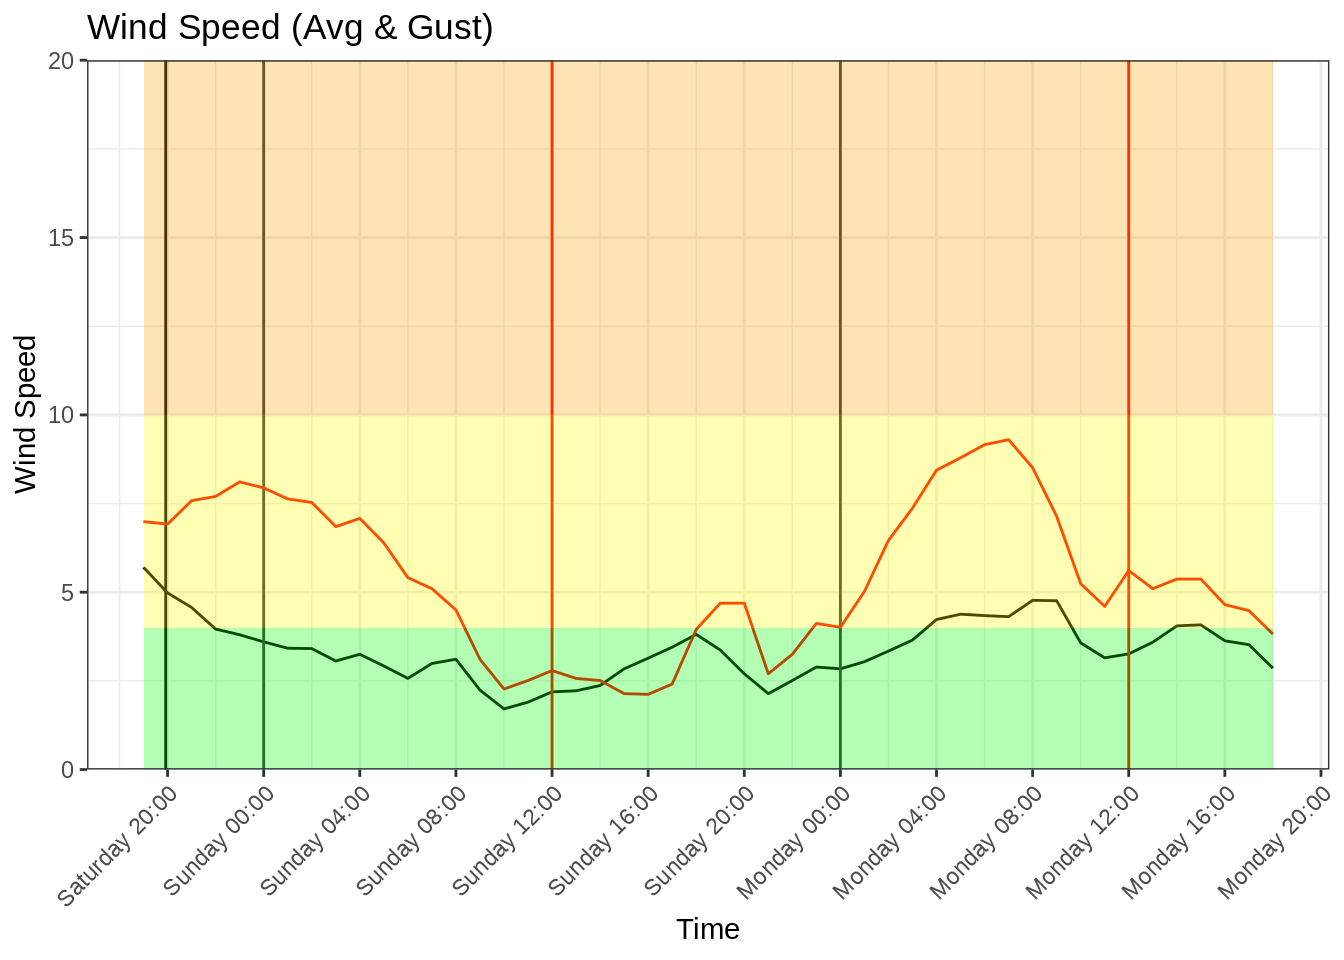 Wind Speed (Avg & Gust)
20
15
10
5
0
Wind Speed
Saturday 20:00
Sunday 00:00
Sunday 04:00
Sunday 08:00
Sunday 12:00
Sunday 16:00
Sunday 20:00
Monday 00:00
Monday 04:00
Monday 08:00
Monday 12:00
Monday 16:00
Monday 20:00
Time